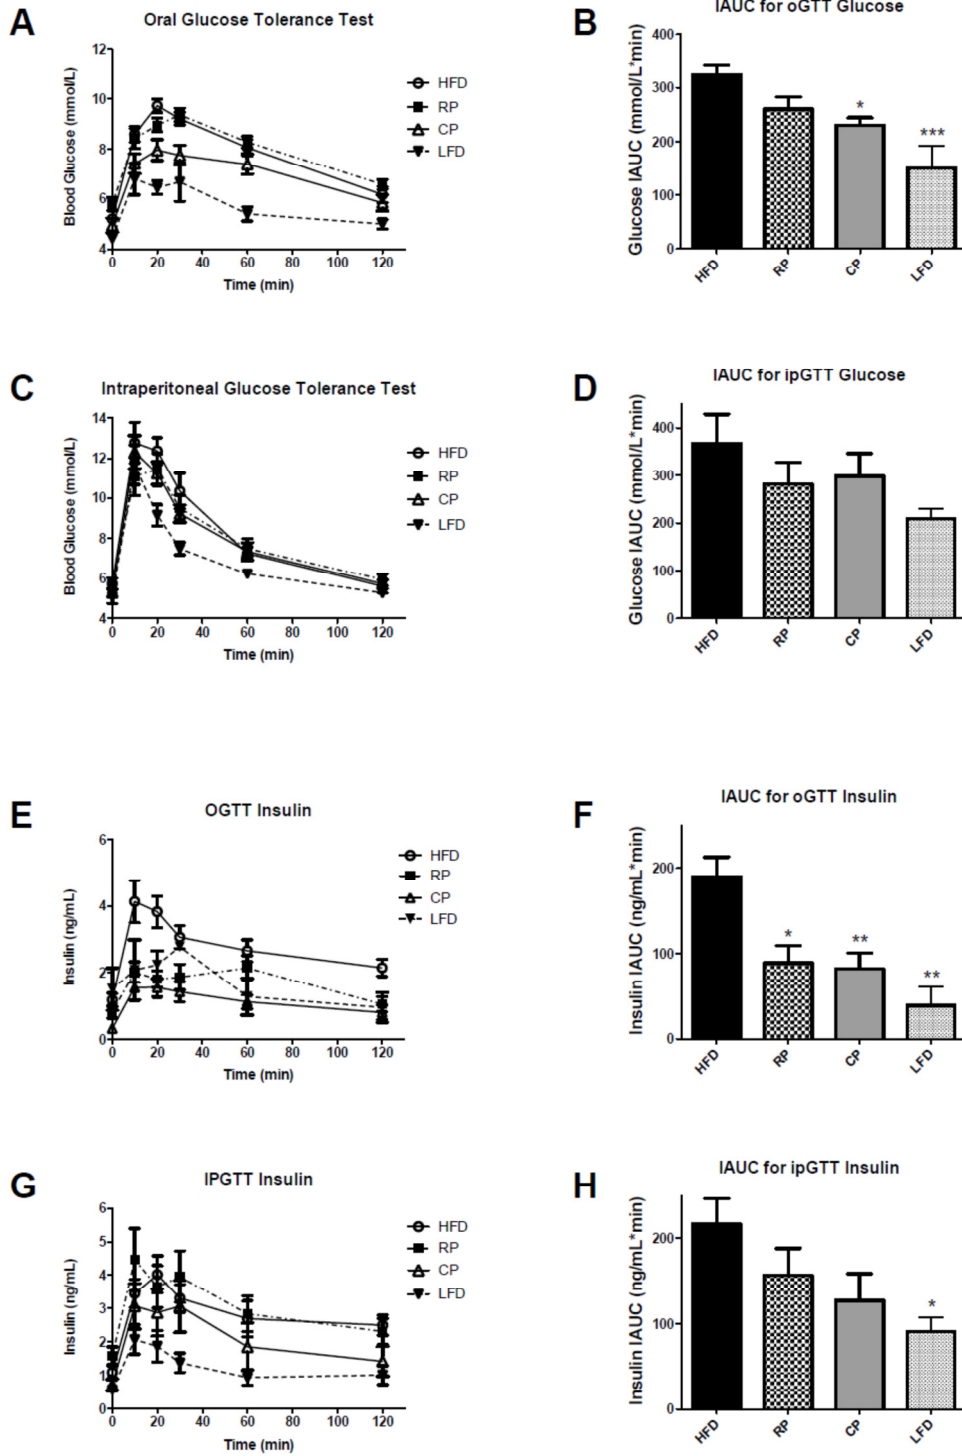 A
Oral Glucose Tolerance Test
Blood Glucose (mmol/L)
12
10
8
6
4
0 20 40 60 80 100 120
Time (min)
HFD
RP
CP
LFD
B
IAUC for oGTT Glucose
Glucose IAUC (mmol/L*min)
400
300
200
100
0
*
***
HFD RP CP LFD
C
Intraperitoneal Glucose Tolerance Test
Blood Glucose (mmol/L)
14
12
10
8
6
4
0 20 40 60 80 100 120
Time (min)
HFD
RP
CP
LFD
D
IAUC for ipGTT Glucose
Glucose IAUC (mmol/L*min)
400
300
200
100
0
HFD RP CP LFD
E
OGTT Insulin
Insulin (ng/mL)
6
4
2
0
0 20 40 60 80 100 120
Time (min)
HFD
RP
CP
LFD
F
IAUC for oGTT Insulin
Insulin IAUC (ng/mL*min)
200
100
0
*
**
**
HFD RP CP LFD
G
IPGTT Insulin
Insulin (ng/mL)
6
5
4
3
2
1
0
0 20 40 60 80 100 120
Time (min)
HFD
RP
CP
LFD
H
IAUC for ipGTT Insulin
Insulin IAUC (ng/mL*min)
200
100
0
*
HFD RP CP LFD